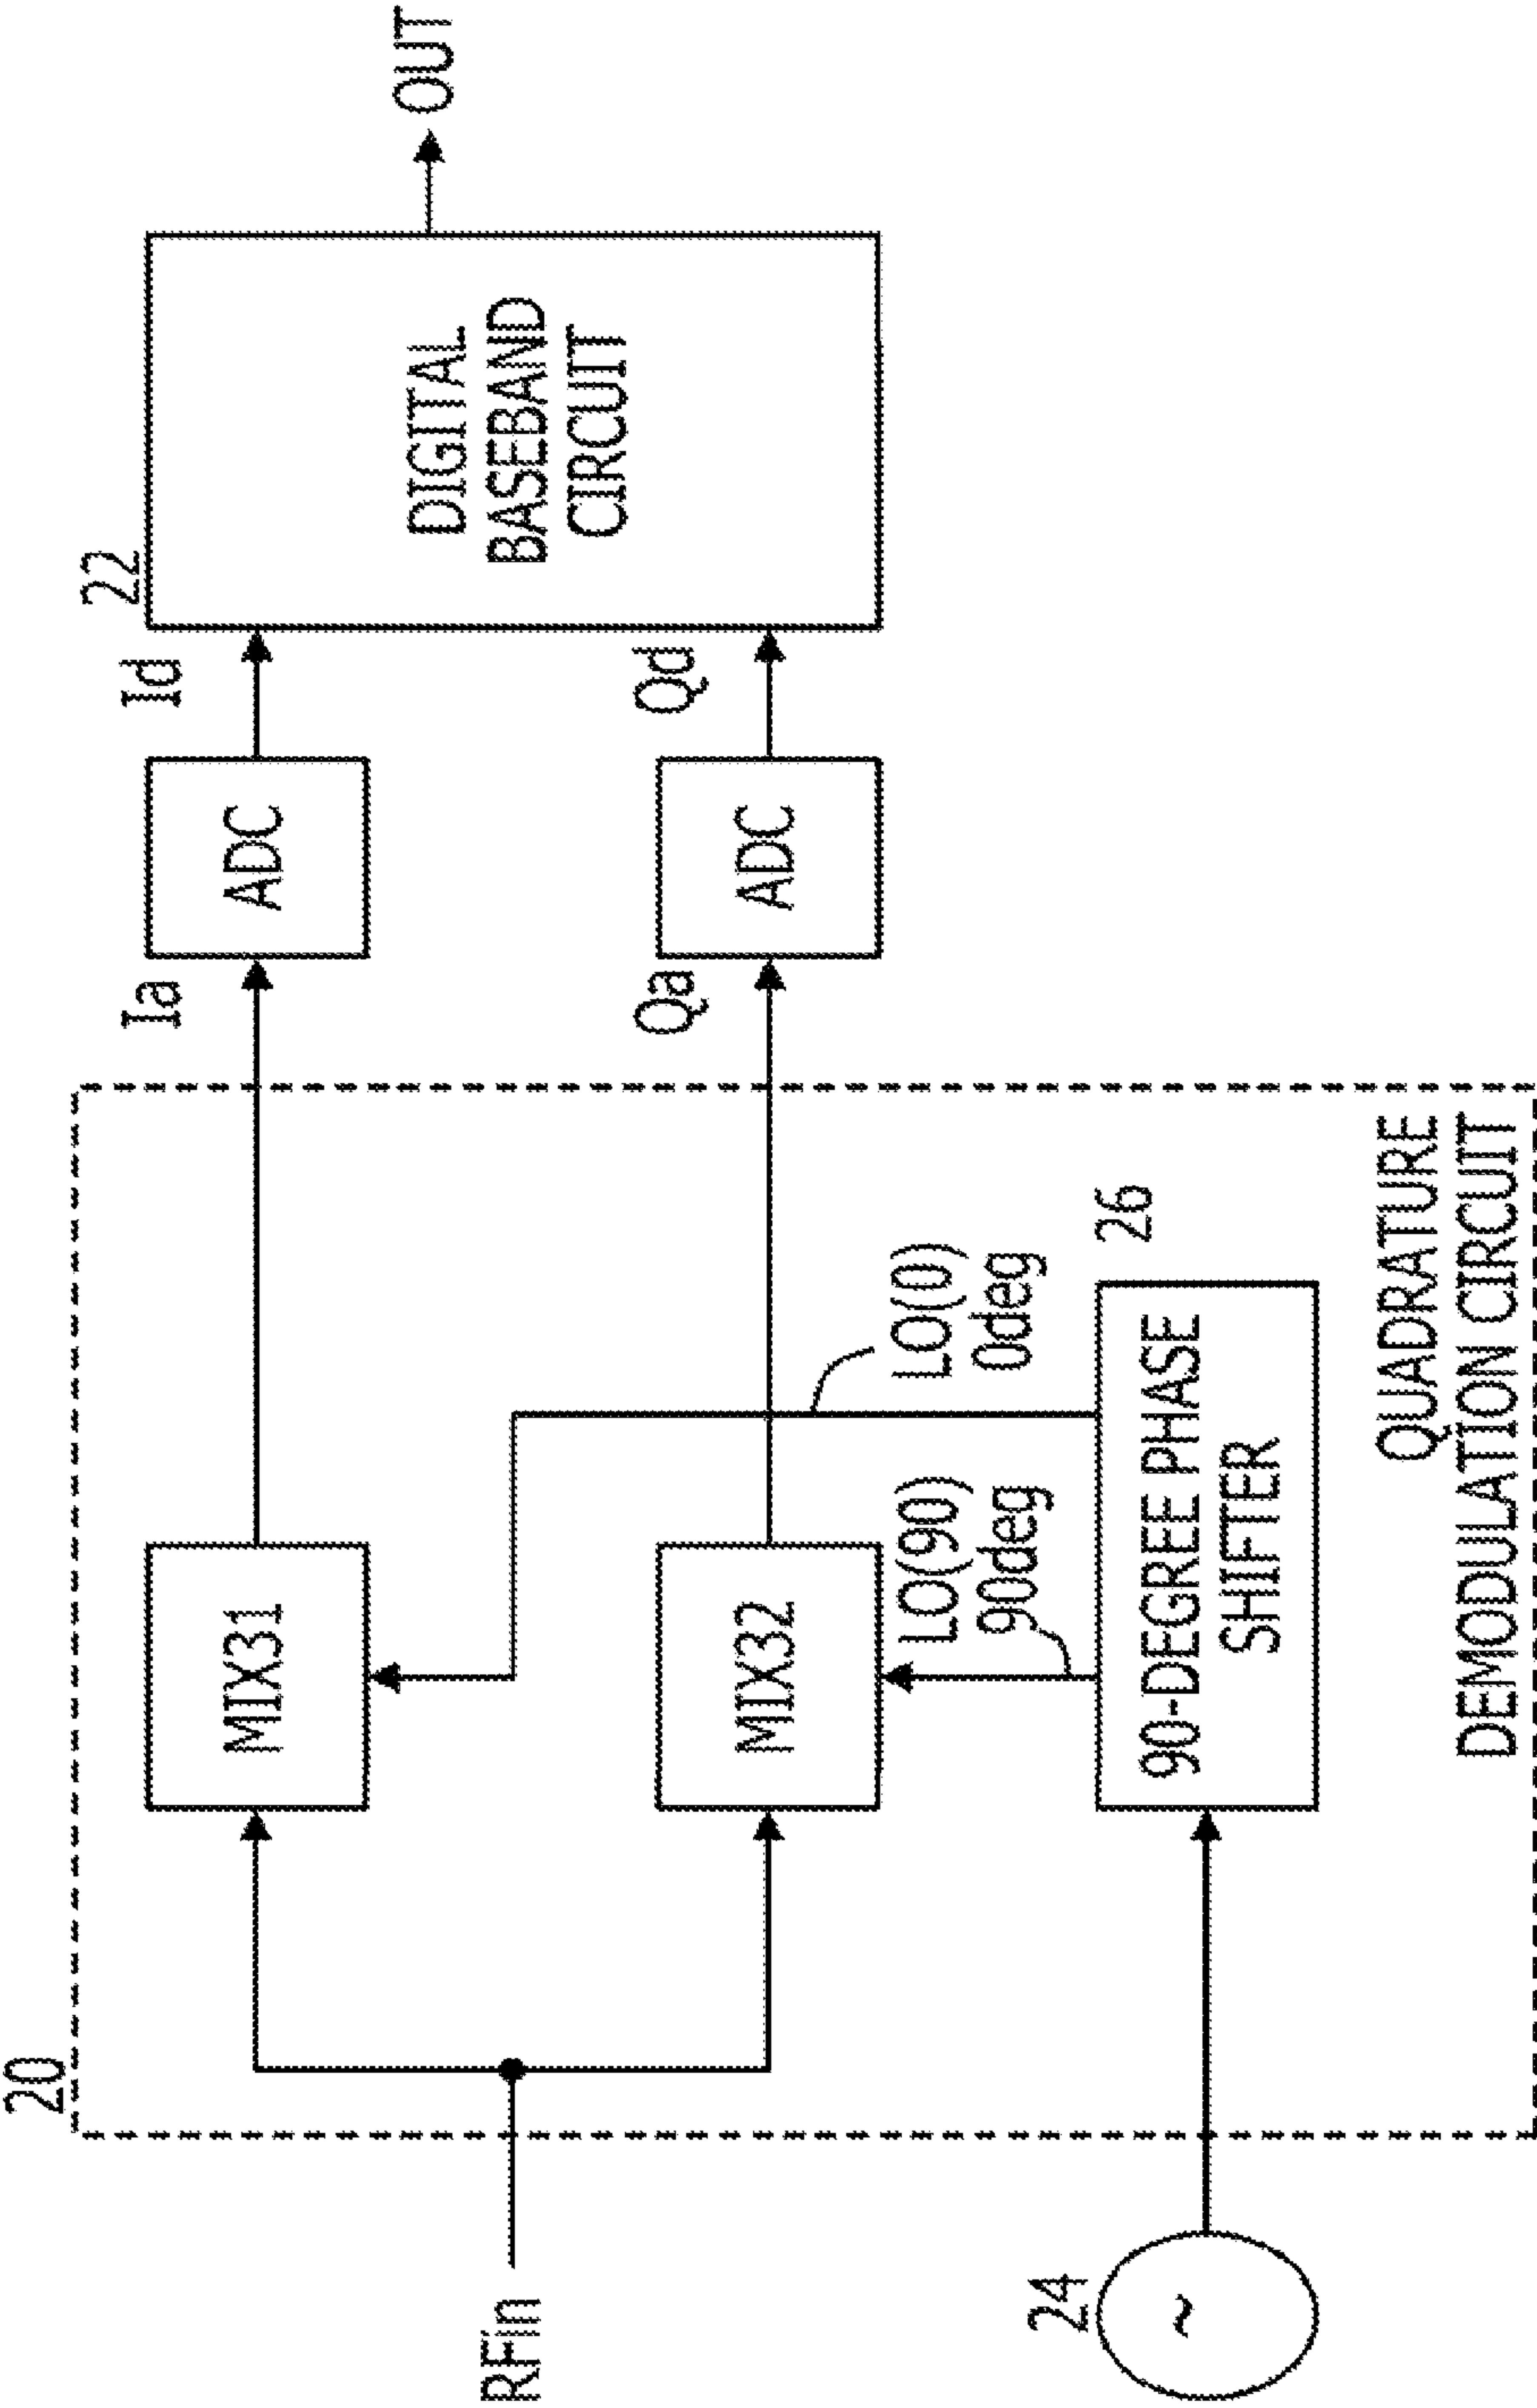 20
RFin
MIX31
Ia
ADC
Id
22
DIGITAL
BASEBAND
CIRCUIT
OUT
MIX32
Qa
ADC
Qd
LO(90)
90deg
LO(0)
0deg
24
~
90-DEGREE PHASE
SHIFTER
26
QUADRATURE
DEMODULATION CIRCUIT